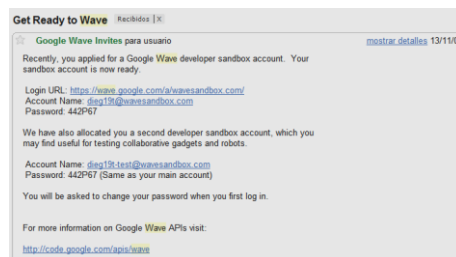 Get Ready to Wave Recibidos | X
Google Wave Invites para usuario mostrar detalles 13/11/0
Recently, you applied for a Google Wave developer sandbox account. Your
sandbox account is now ready.
Login URL: https://wave.google.com/a/wavesandbox.com/
Account Name: dieg19t@wavesandbox.com
Password: 442P67
We have also allocated you a second developer sandbox account, which you
may find useful for testing collaborative gadgets and robots.
Account Name: dieg19t-test@wavesandbox.com
Password: 442P67 (Same as your main account)
You will be asked to change your password when you first log in.
For more information on Google Wave APIs visit:
http://code.google.com/apis/wave